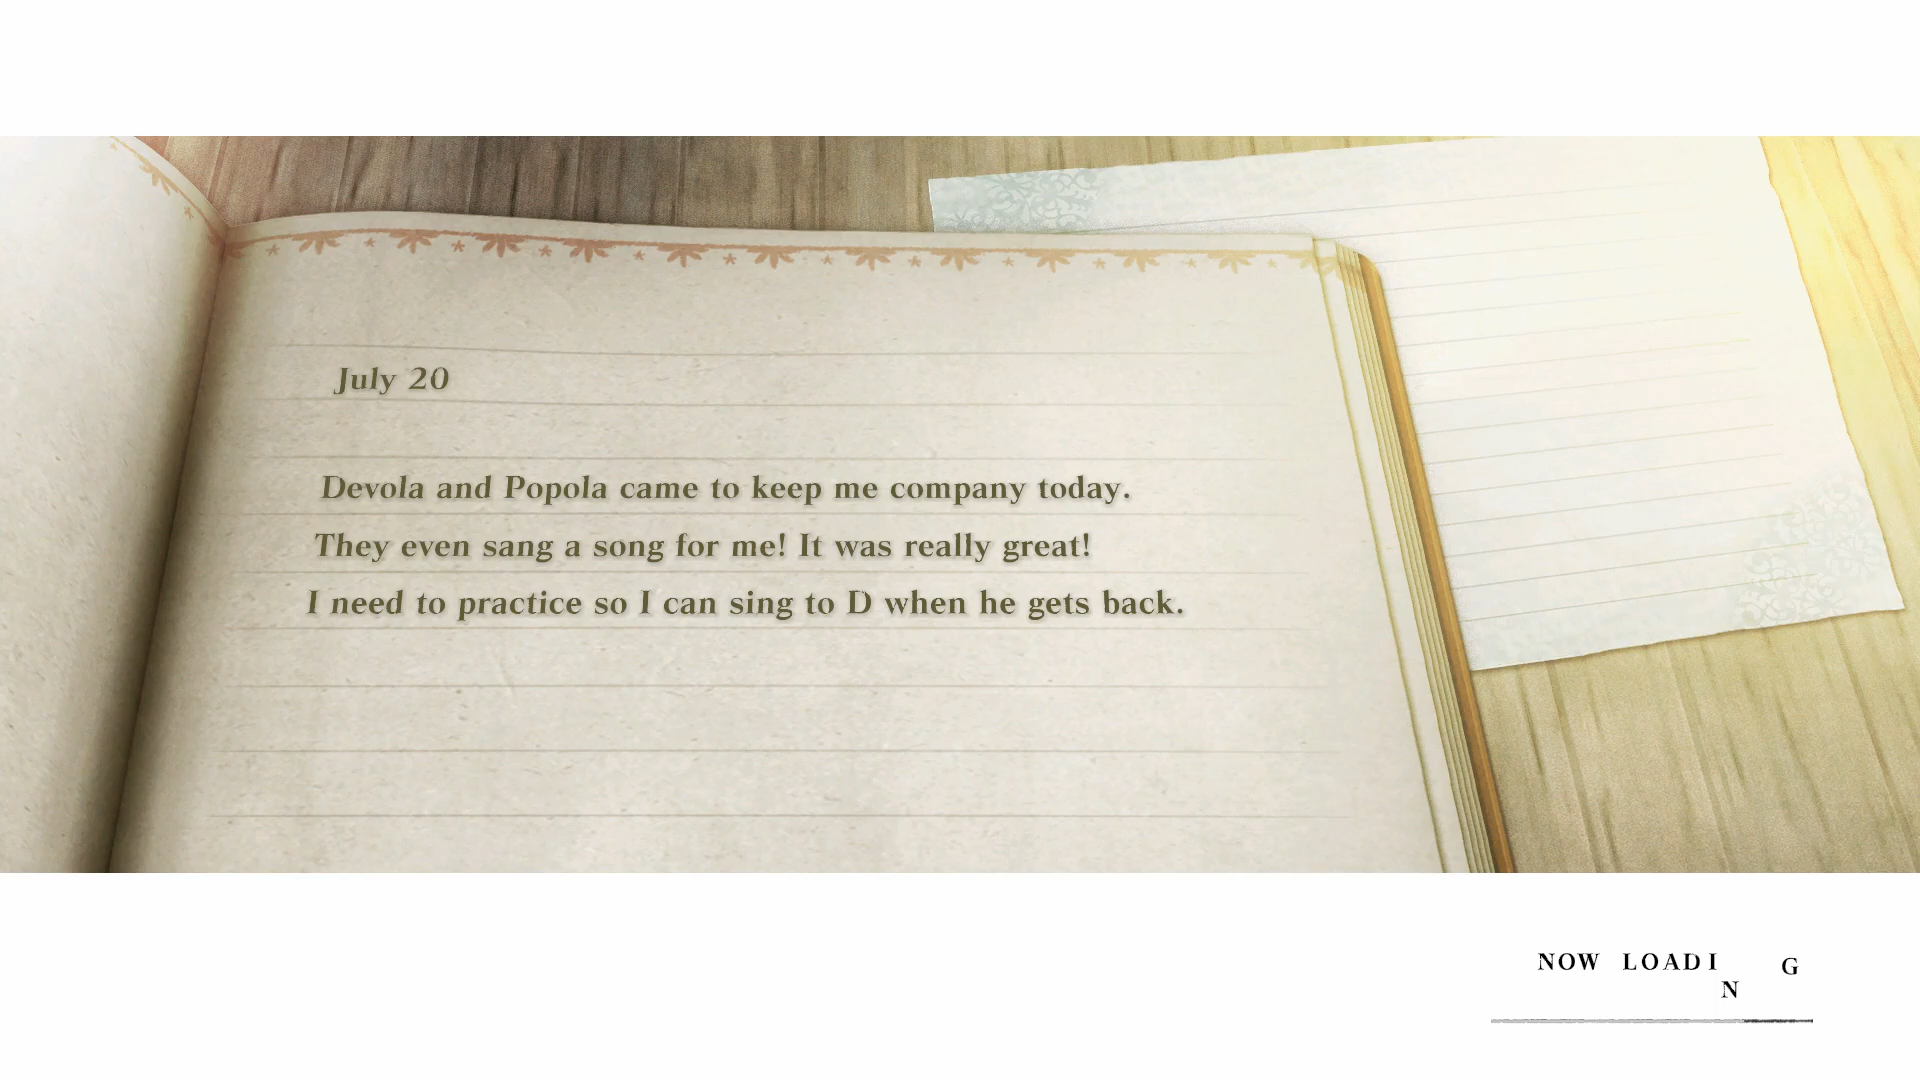 July 20
Devola and Popola came to keep me company today.
They even sang a song for me! It was really great!
I need to practice so I can sing to D when he gets back.
NOW LOADING